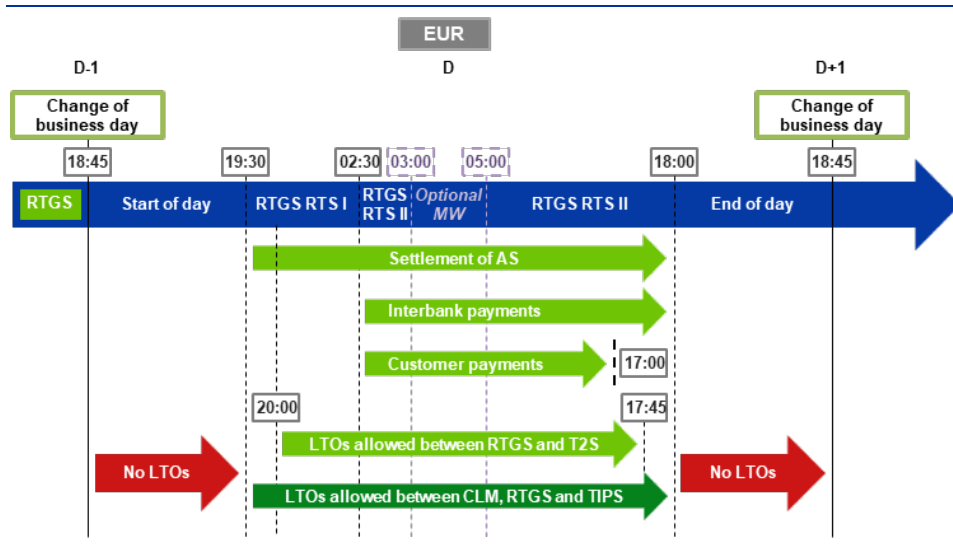 EUR
D-1
D
D+1
Change of
business day
Change of
business day
18:45
19:30
02:30
03:00
05:00
18:00
18:45
RTGS
Start of day
RTGS RTS I
RTGS
RTS II
Optional
MW
RTGS RTS II
End of day
Settlement of AS
Interbank payments
Customer payments
17:00
20:00
17:45
LTOs allowed between RTGS and T2S
No LTOs
No LTOs
LTOs allowed between CLM, RTGS and TIPS